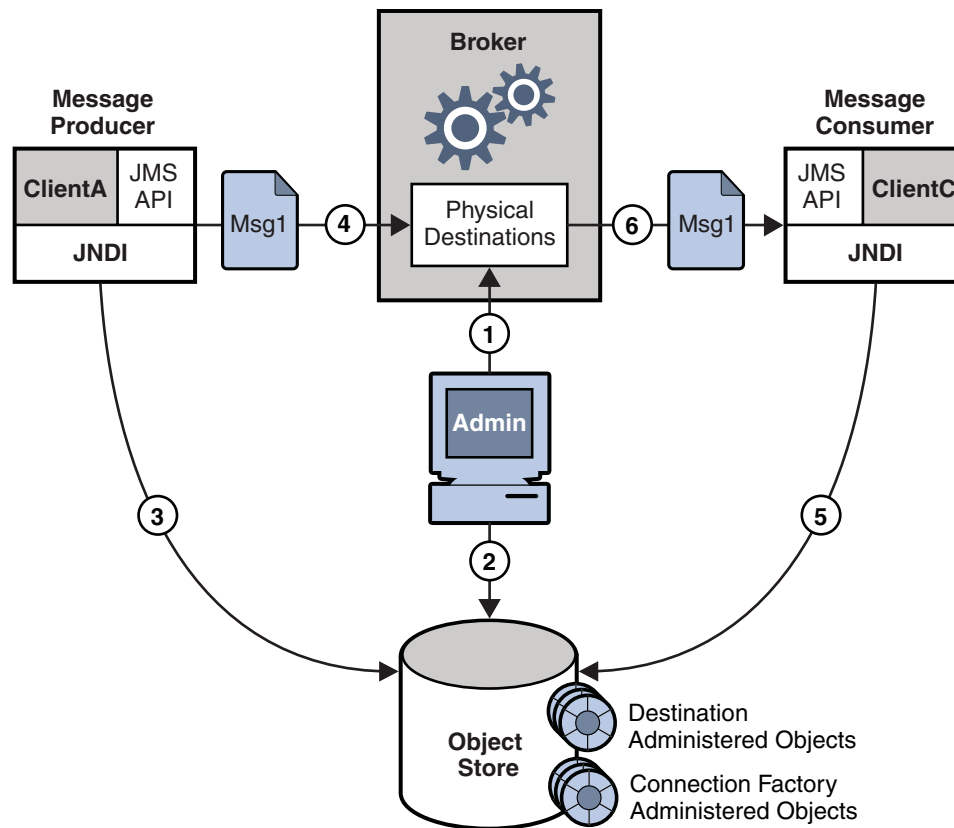 Broker
Message
Producer
Message
Consumer
ClientA
JMS
API
JNDI
Msg1
4
Physical
Destinations
6
Msg1
JMS
API
ClientC
JNDI
1
Admin
3
5
2
Object
Store
Destination
Administered Objects
Connection Factory
Administered Objects